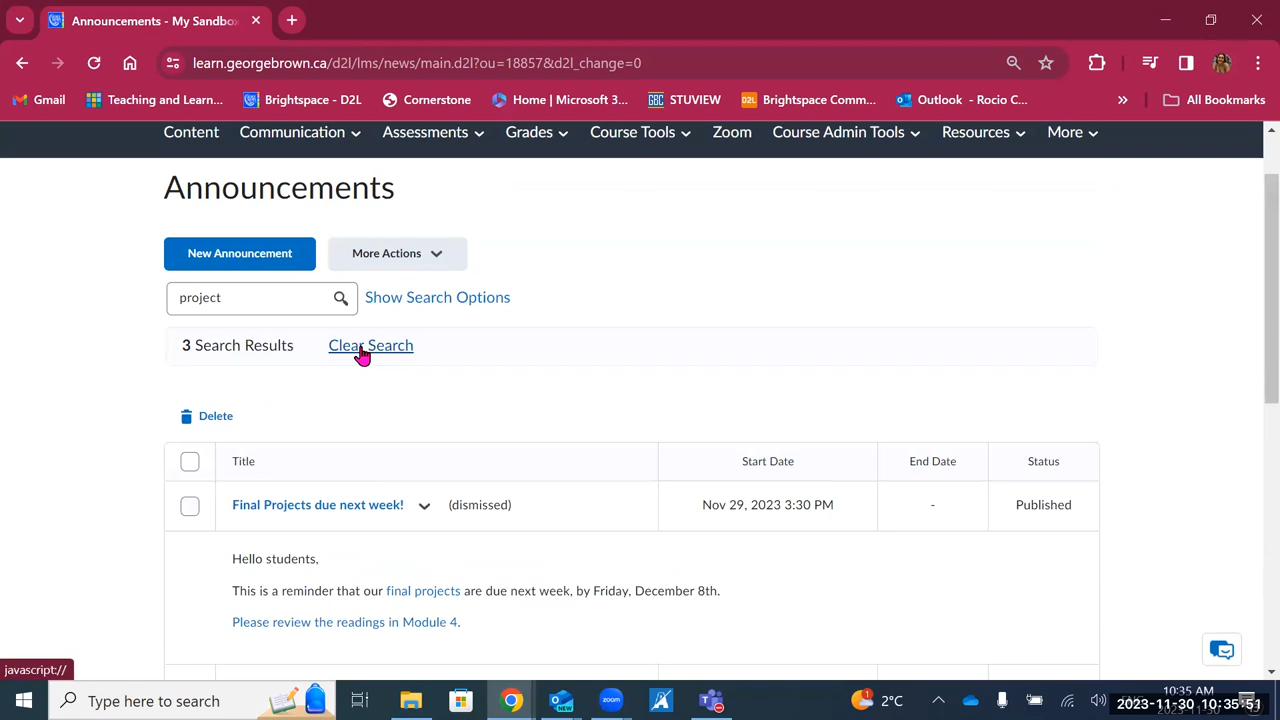 Announcements - My Sandbox
learn.georgebrown.ca/d2l/lms/news/main.d2l?ou=18857&d2l_change=0
Gmail Teaching and Learn... Brightspace - D2L Cornerstone Home | Microsoft 3... GBC STUVIEW D2L Brightspace Comm... Outlook - Rocio C... » All Bookmarks
Content Communication Assessments Grades Course Tools Zoom Course Admin Tools Resources More
Announcements
New Announcement More Actions
project Show Search Options
3 Search Results Clear Search
Delete
Title Start Date End Date Status
Final Projects due next week! (dismissed) Nov 29, 2023 3:30 PM - Published
Hello students,
This is a reminder that our final projects are due next week, by Friday, December 8th.
Please review the readings in Module 4.
javascript://
Type here to search NEW zoom 1 2°C 10:35 AM
2023-11-30 10:35:51